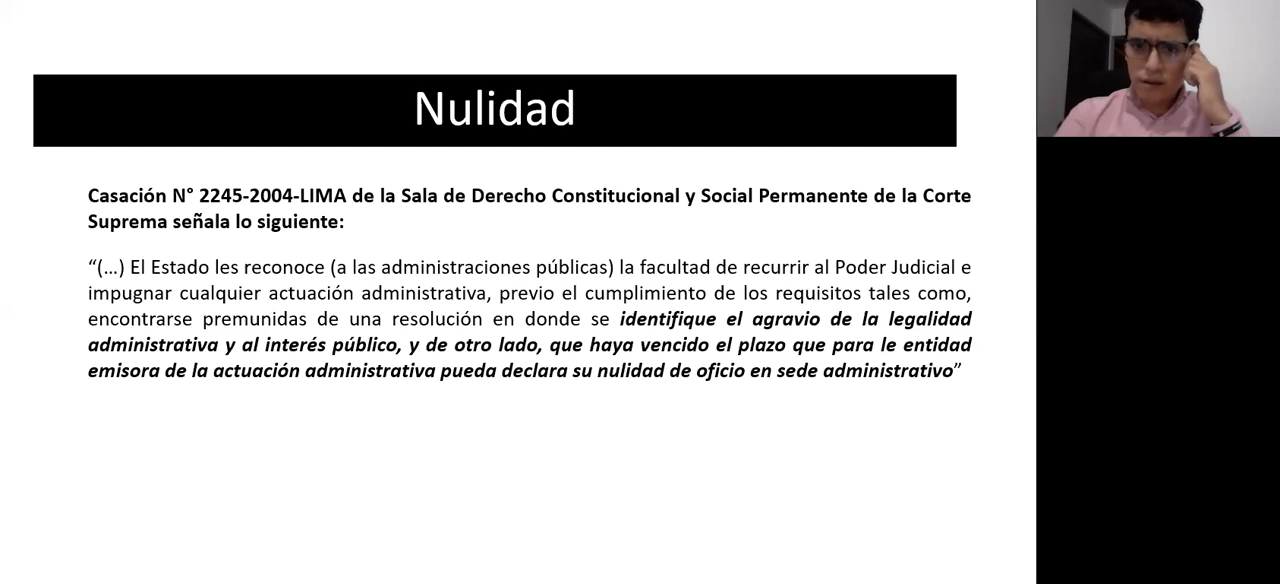 Nulidad
Casación N° 2245-2004-LIMA de la Sala de Derecho Constitucional y Social Permanente de la Corte
Suprema señala lo siguiente:
“(…) El Estado les reconoce (a las administraciones públicas) la facultad de recurrir al Poder Judicial e
impugnar cualquier actuación administrativa, previo el cumplimiento de los requisitos tales como,
encontrarse premunidas de una resolución en donde se identifique el agravio de la legalidad
administrativa y al interés público, y de otro lado, que haya vencido el plazo que para le entidad
emisora de la actuación administrativa pueda declara su nulidad de oficio en sede administrativo”